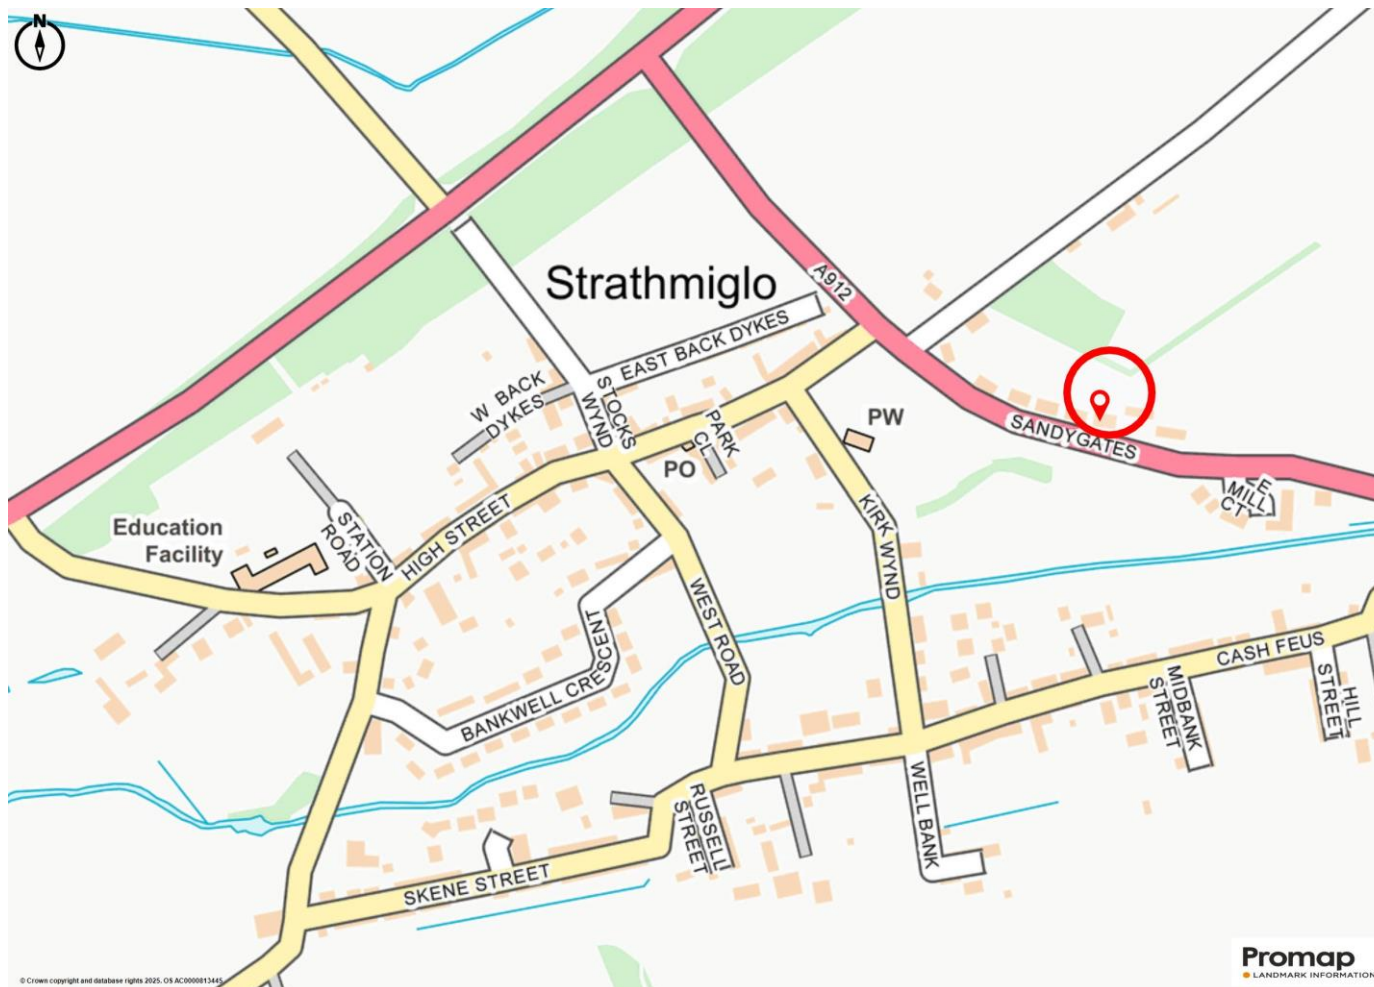 N
Strathmiglo
A912
EAST BACK DYKES
W BACK
DYKES
STOCKS
WYND
PARK
CL
PW
PO
SANDYGATES
E
MILL
CT
Education
Facility
STATION
ROAD
HIGH STREET
KIRK WYND
WEST ROAD
BANKWELL CRESCENT
CASH FEUS
MIDBANK
STREET
HILL
STREET
WELL BANK
RUSSELL
STREET
SKENE STREET
© Crown copyright and database rights 2025. OS AC0000813445
Promap
LANDMARK INFORMATION